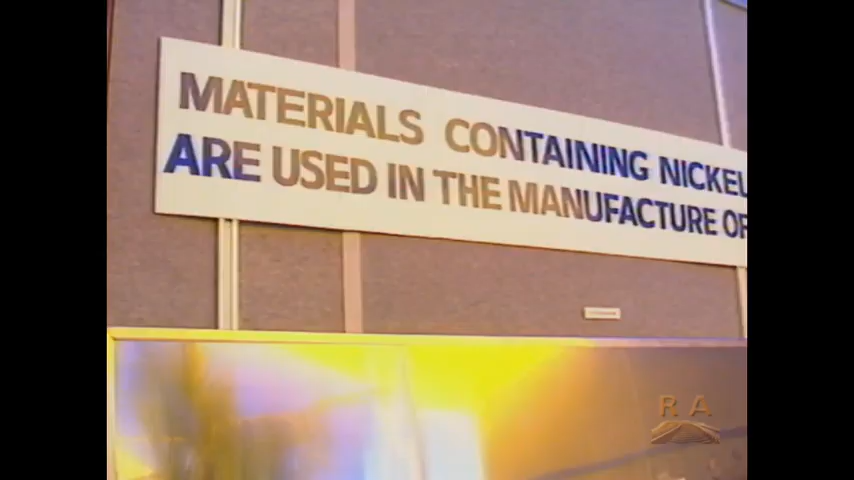 MATERIALS CONTAINING NICKEL
ARE USED IN THE MANUFACTURE OF
RA